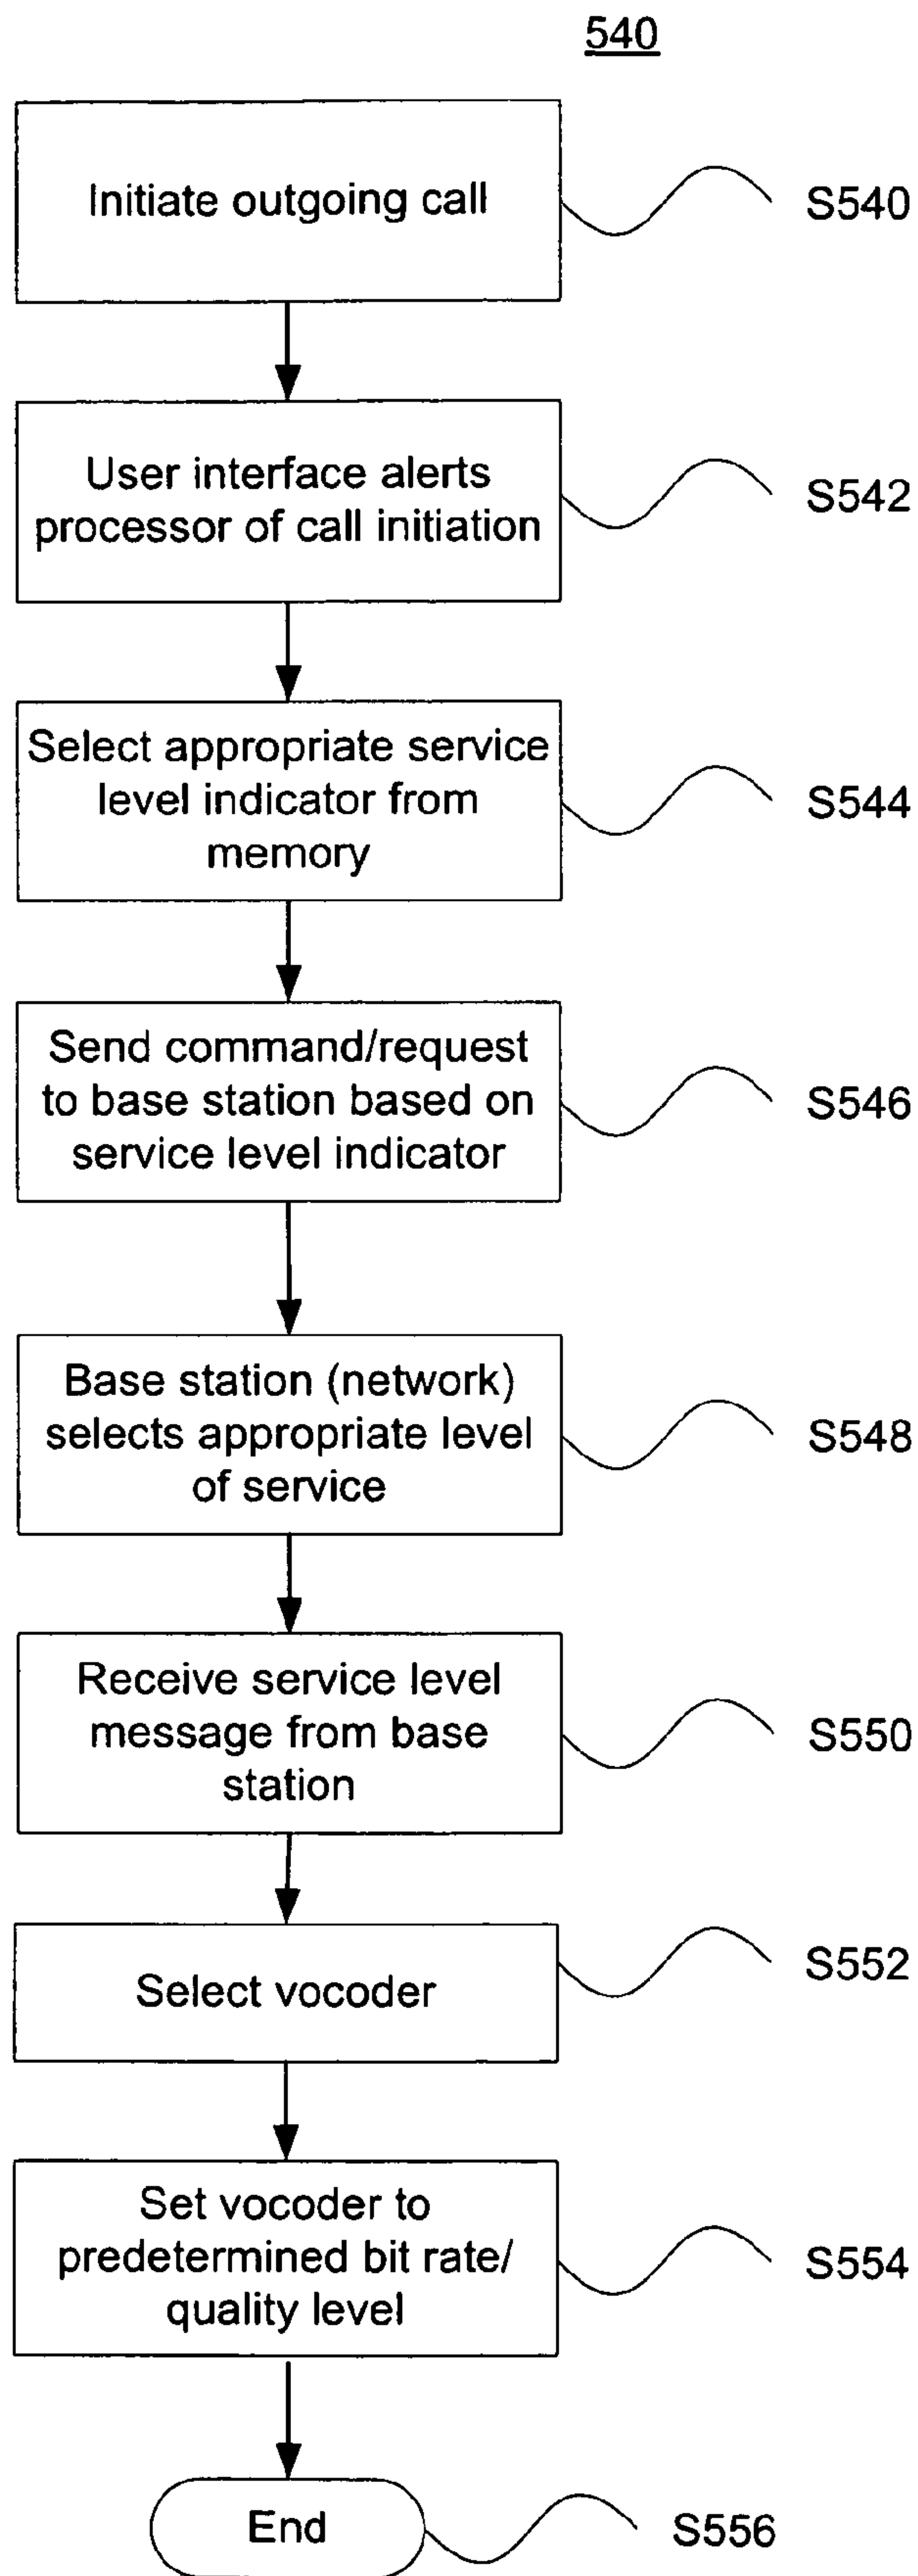 540
Initiate outgoing call
S540
User interface alerts
processor of call initiation
S542
Select appropriate service
level indicator from
memory
S544
Send command/request
to base station based on
service level indicator
S546
Base station (network)
selects appropriate level
of service
S548
Receive service level
message from base
station
S550
Select vocoder
S552
Set vocoder to
predetermined bit rate/
quality level
S554
End
S556